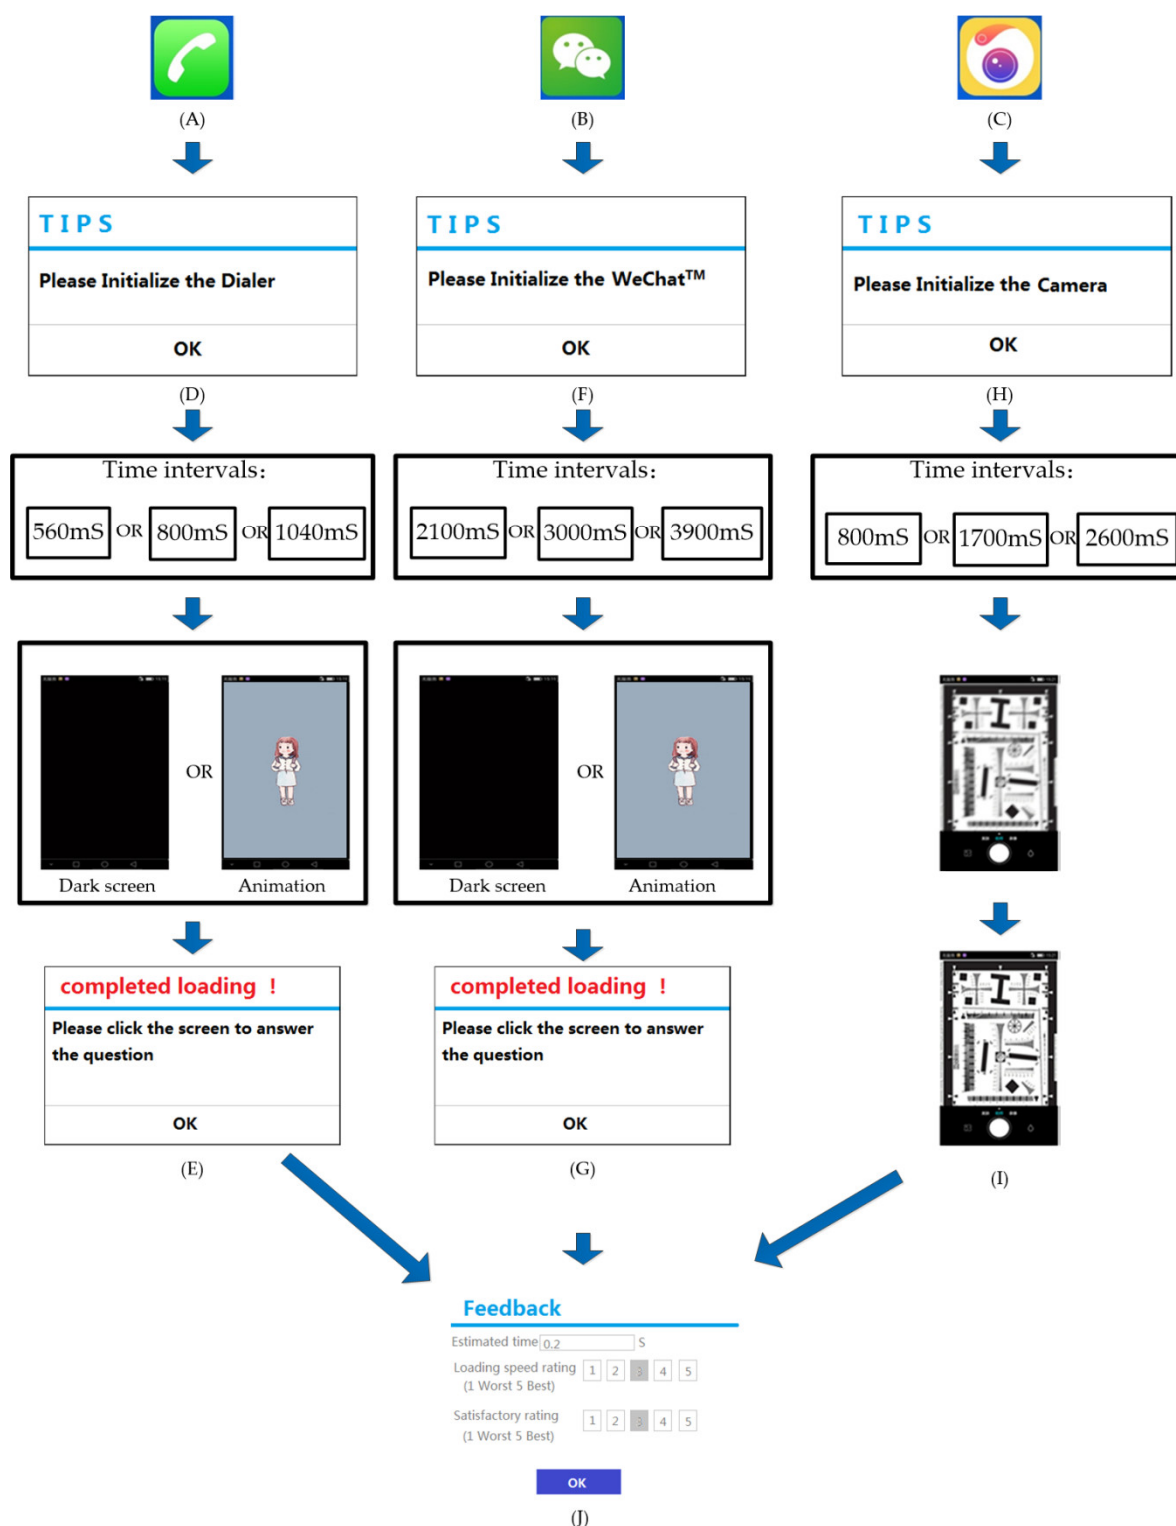 (A)
(B)
(C)
TIPS
Please Initialize the Dialer
OK
TIPS
Please Initialize the WeChat™
OK
TIPS
Please Initialize the Camera
OK
(D)
(F)
(H)
Time intervals:
560mS OR 800mS OR 1040mS
Time intervals:
2100mS OR 3000mS OR 3900mS
Time intervals:
800mS OR 1700mS OR 2600mS
OR
Dark screen
Animation
OR
Dark screen
Animation
completed loading !
Please click the screen to answer
the question
OK
completed loading !
Please click the screen to answer
the question
OK
(E)
(G)
(I)
Feedback
Estimated time 0.2 S
Loading speed rating 1 2 3 4 5
(1 Worst 5 Best)
Satisfactory rating 1 2 3 4 5
(1 Worst 5 Best)
OK
(J)